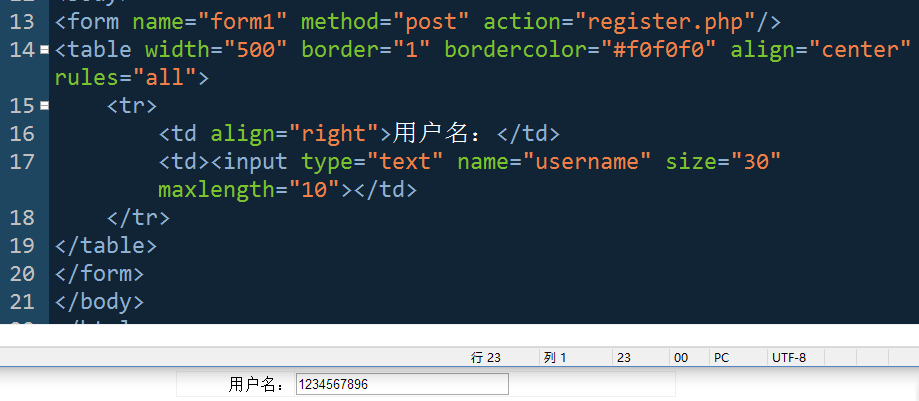 13 <form name="form1" method="post" action="register.php"/>
14 <table width="500" border="1" bordercolor="#f0f0f0" align="center"
rules="all">
15 <tr>
16 <td align="right">用户名：</td>
17 <td><input type="text" name="username" size="30"
maxlength="10"></td>
18 </tr>
19 </table>
20 </form>
21 </body>
行 23 列 1 23 00 PC UTF-8
用户名： 1234567896